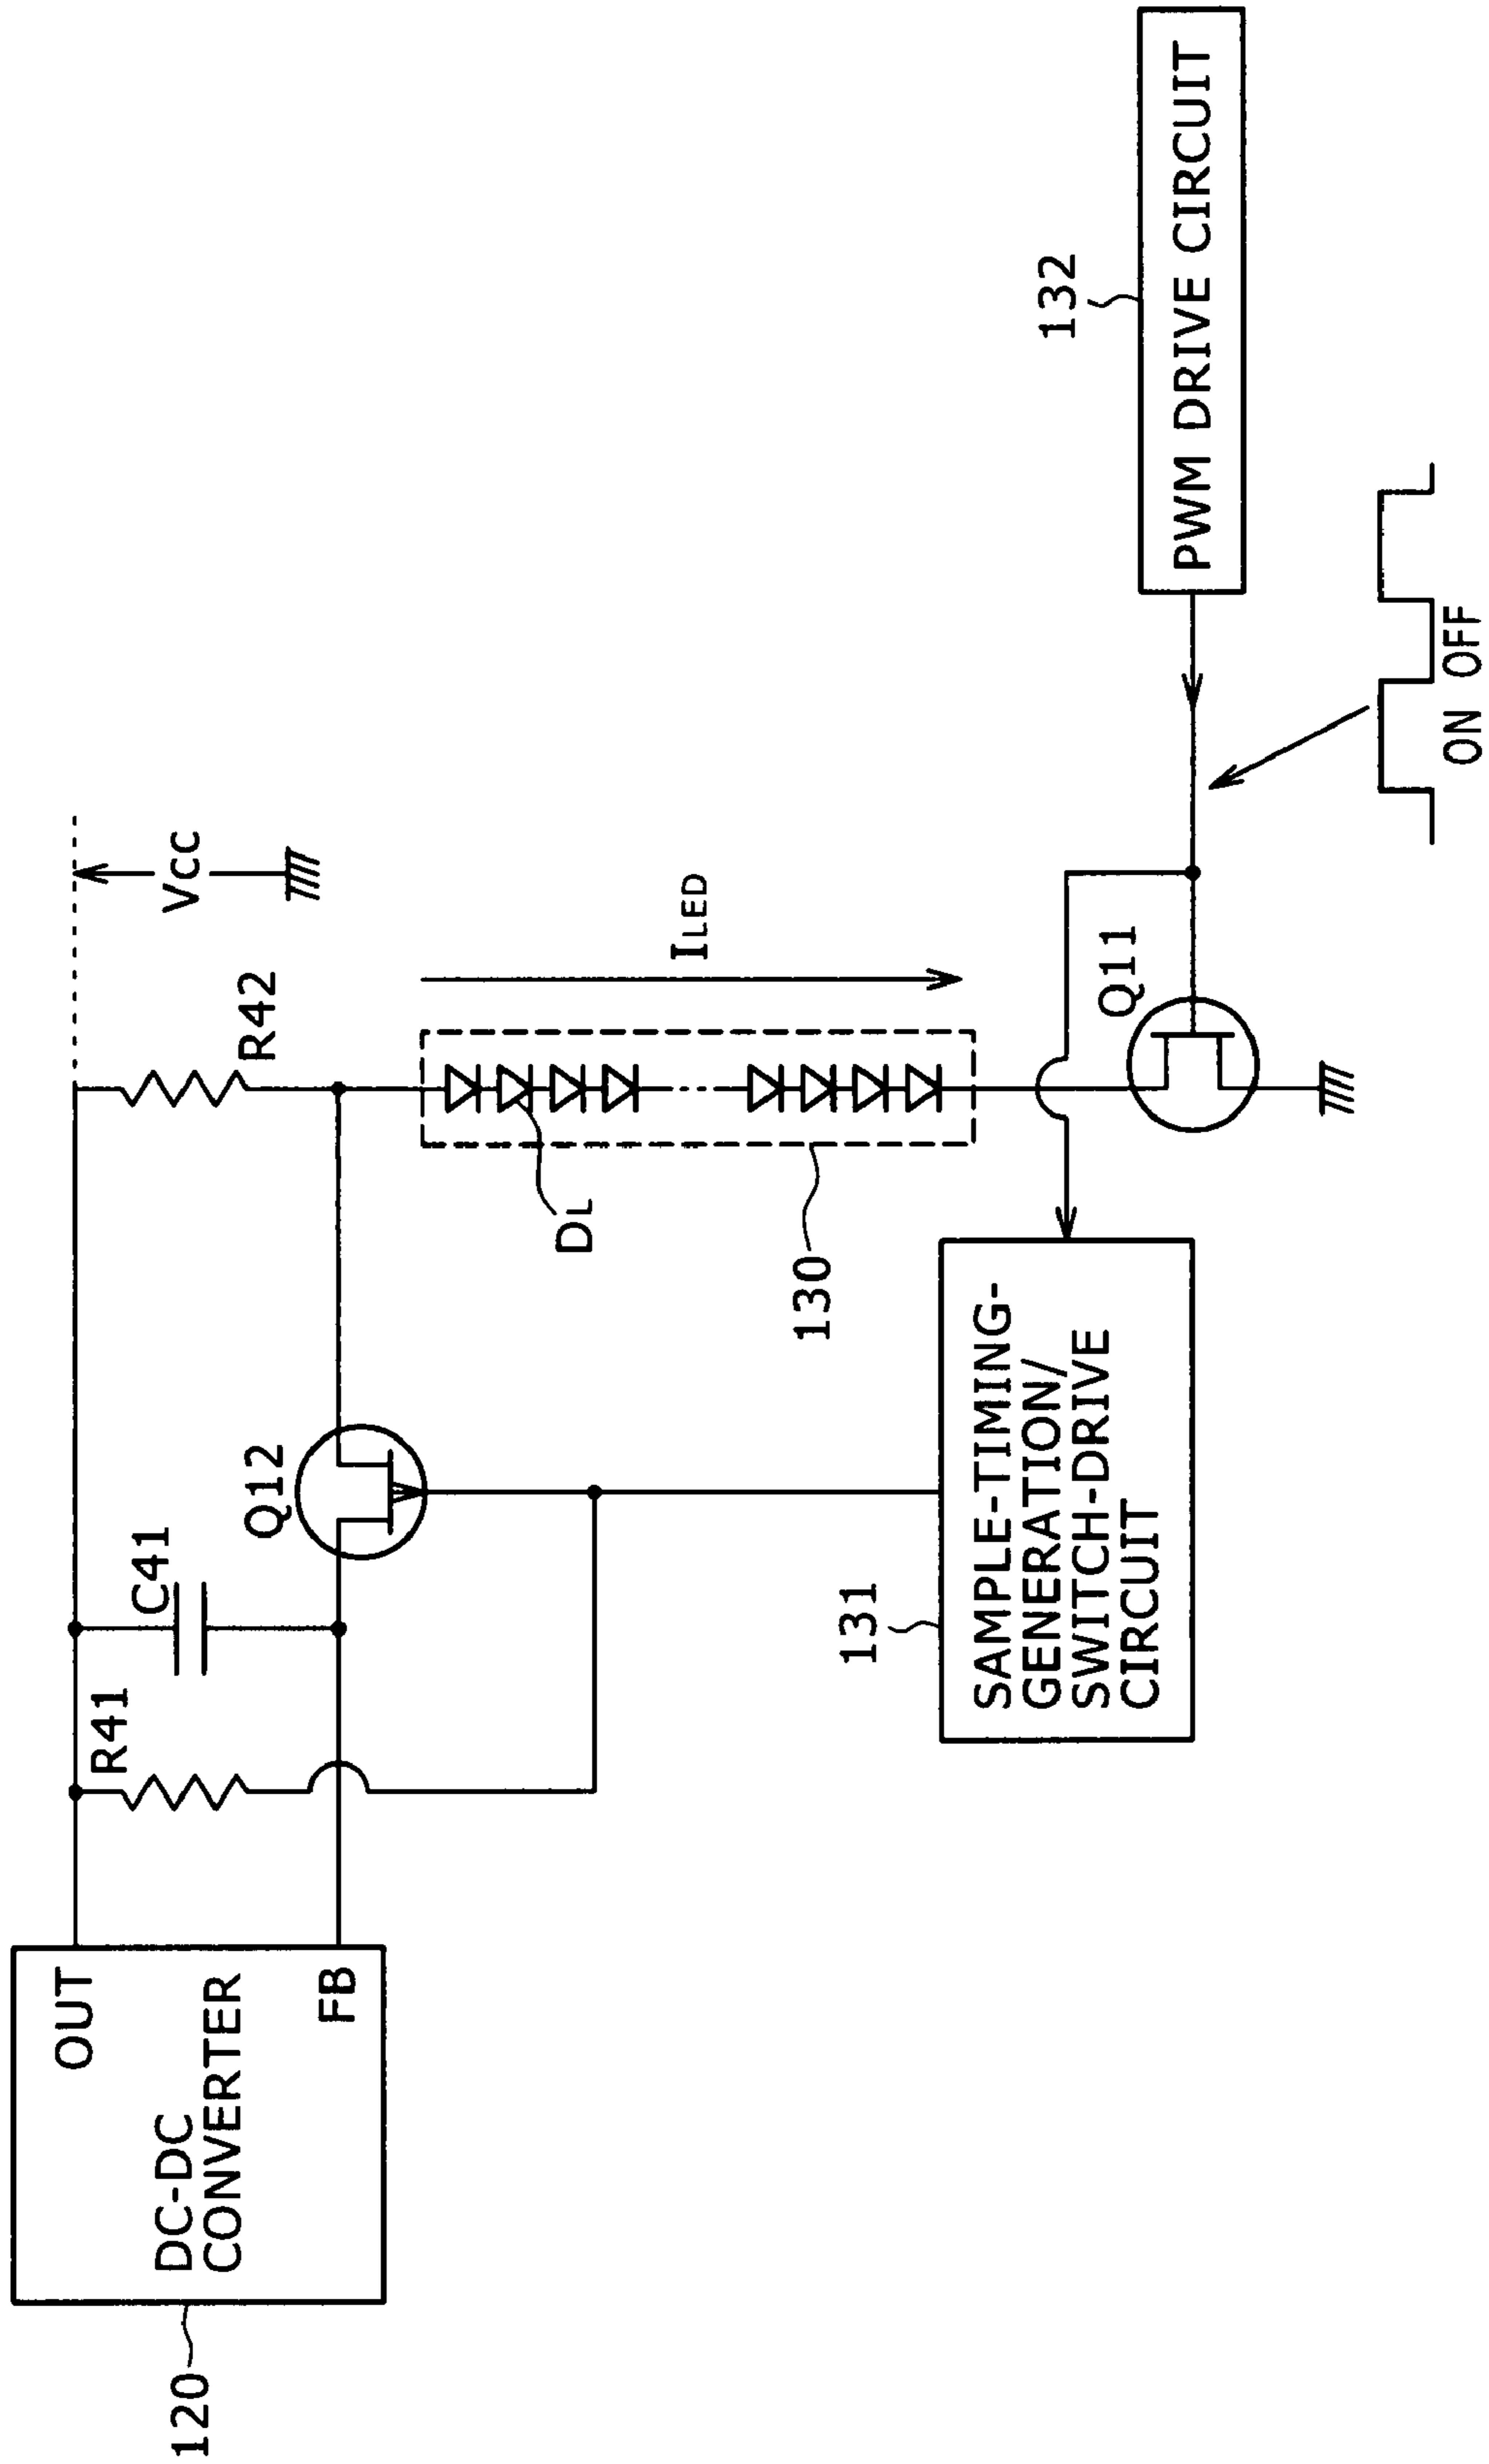 120
DC-DC
CONVERTER
OUT
FB
R41
C41
Q12
R42
Vcc
DL
130
ILED
131
SAMPLE-TIMING-
GENERATION/
SWITCH-DRIVE
CIRCUIT
Q11
132
PWM DRIVE CIRCUIT
ON OFF